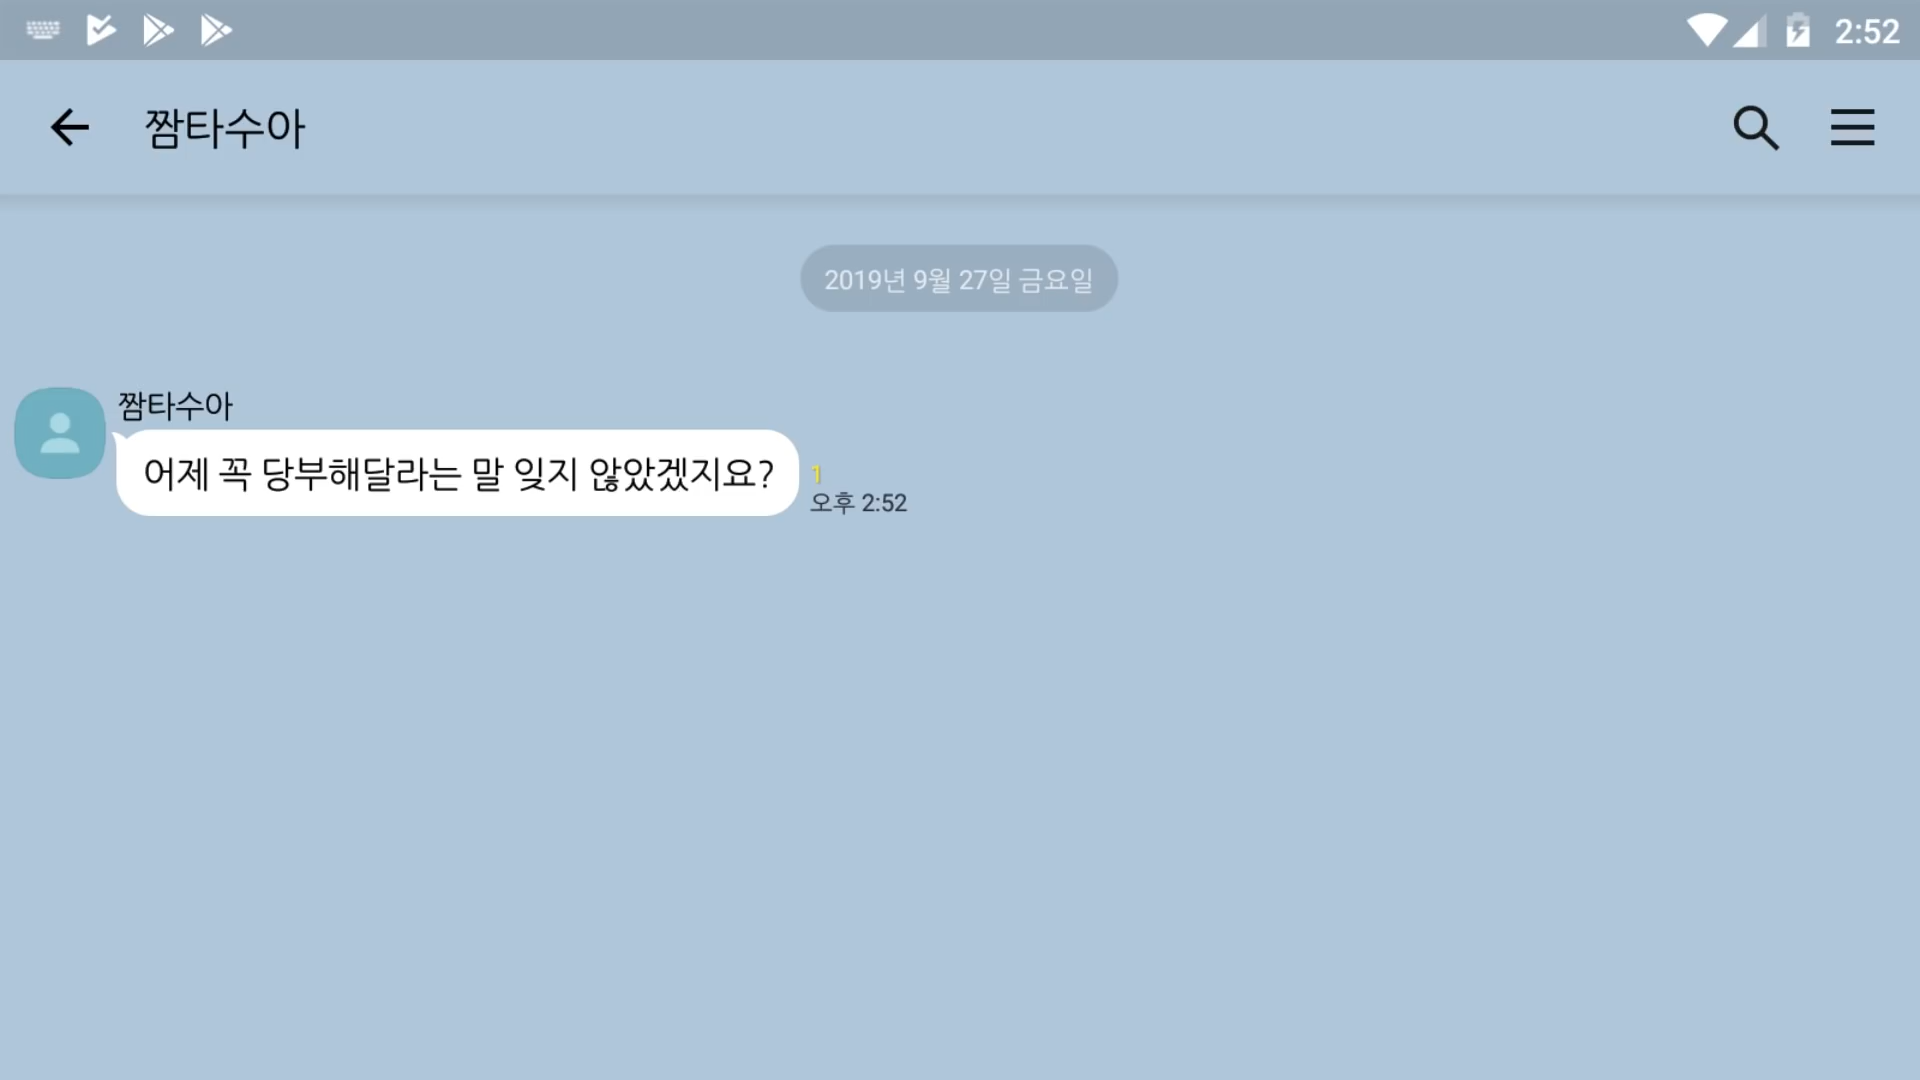 2:52
짬타수아
2019년 9월 27일 금요일
짬타수아
어제 꼭 당부해달라는 말 잊지 않았겠지요?
1
오후 2:52